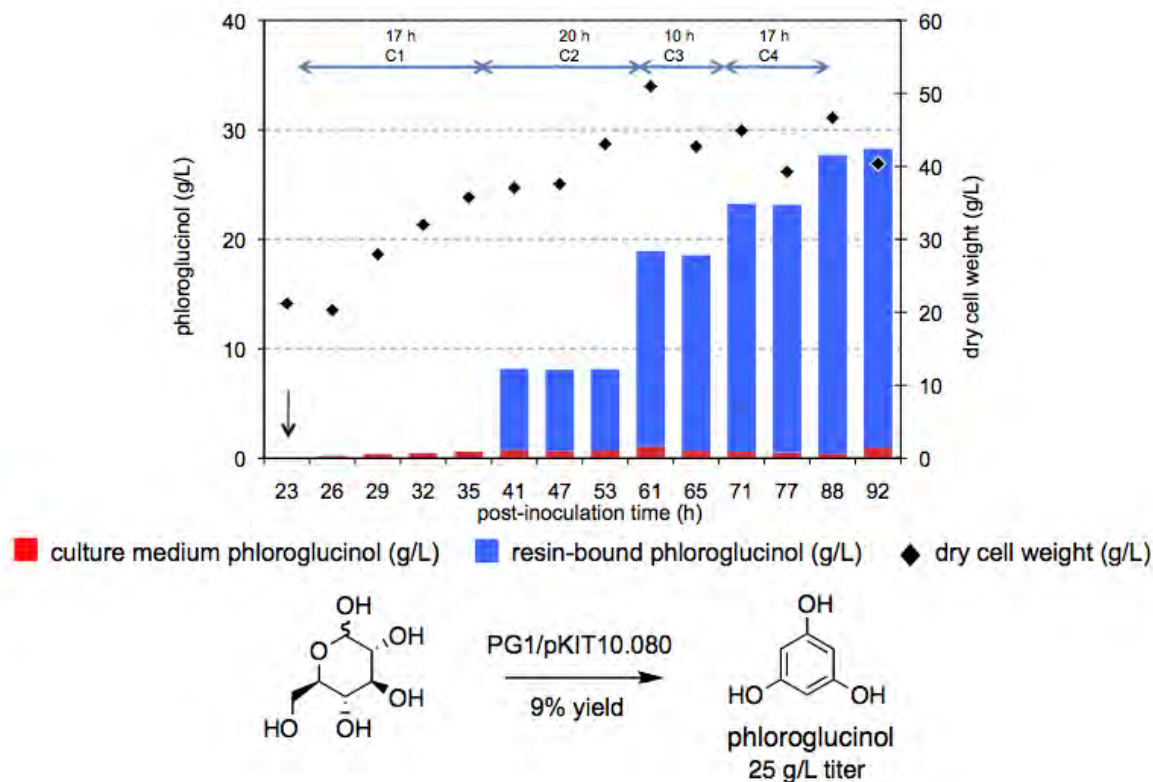 40
30
20
10
0
phloroglucinol (g/L)
17 h
C1
20 h
C2
10 h
C3
17 h
C4
60
50
40
30
20
10
0
dry cell weight (g/L)
23 26 29 32 35 41 47 53 61 65 71 77 88 92
post-inoculation time (h)
culture medium phloroglucinol (g/L) resin-bound phloroglucinol (g/L) dry cell weight (g/L)
OH
O
OH
HO
OH
OH
PG1/pKIT10.080
9% yield
OH
HO
OH
phloroglucinol
25 g/L titer